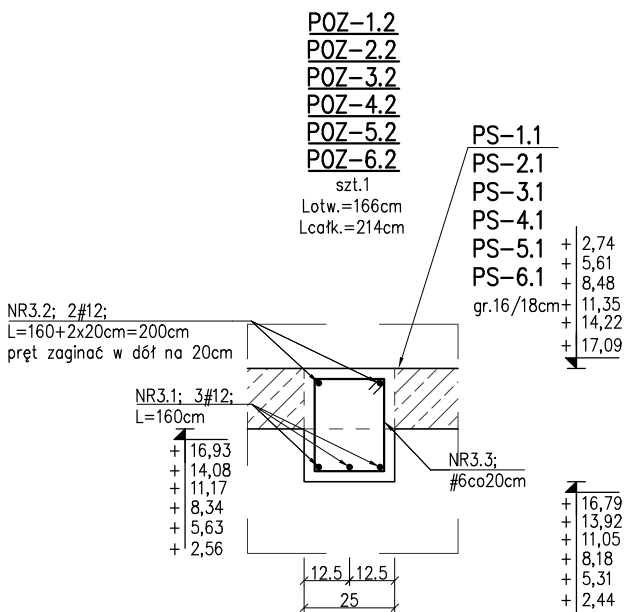 POZ-1.2
POZ-2.2
POZ-3.2
POZ-4.2
POZ-5.2
POZ-6.2
szt.1
Lotw.=166cm
Lcałk.=214cm
PS-1.1
PS-2.1
PS-3.1
PS-4.1
PS-5.1
PS-6.1
gr.16/18cm
+ 2,74
+ 5,61
+ 8,48
+ 11,35
+ 14,22
+ 17,09
NR3.2; 2#12;
L=160+2x20cm=200cm
pręt zaginać w dół na 20cm
NR3.1; 3#12;
L=160cm
+ 16,93
+ 14,08
+ 11,17
+ 8,34
+ 5,63
+ 2,56
NR3.3;
#6co20cm
+ 16,79
+ 13,92
+ 11,05
+ 8,18
+ 5,31
+ 2,44
12.5 12.5
25